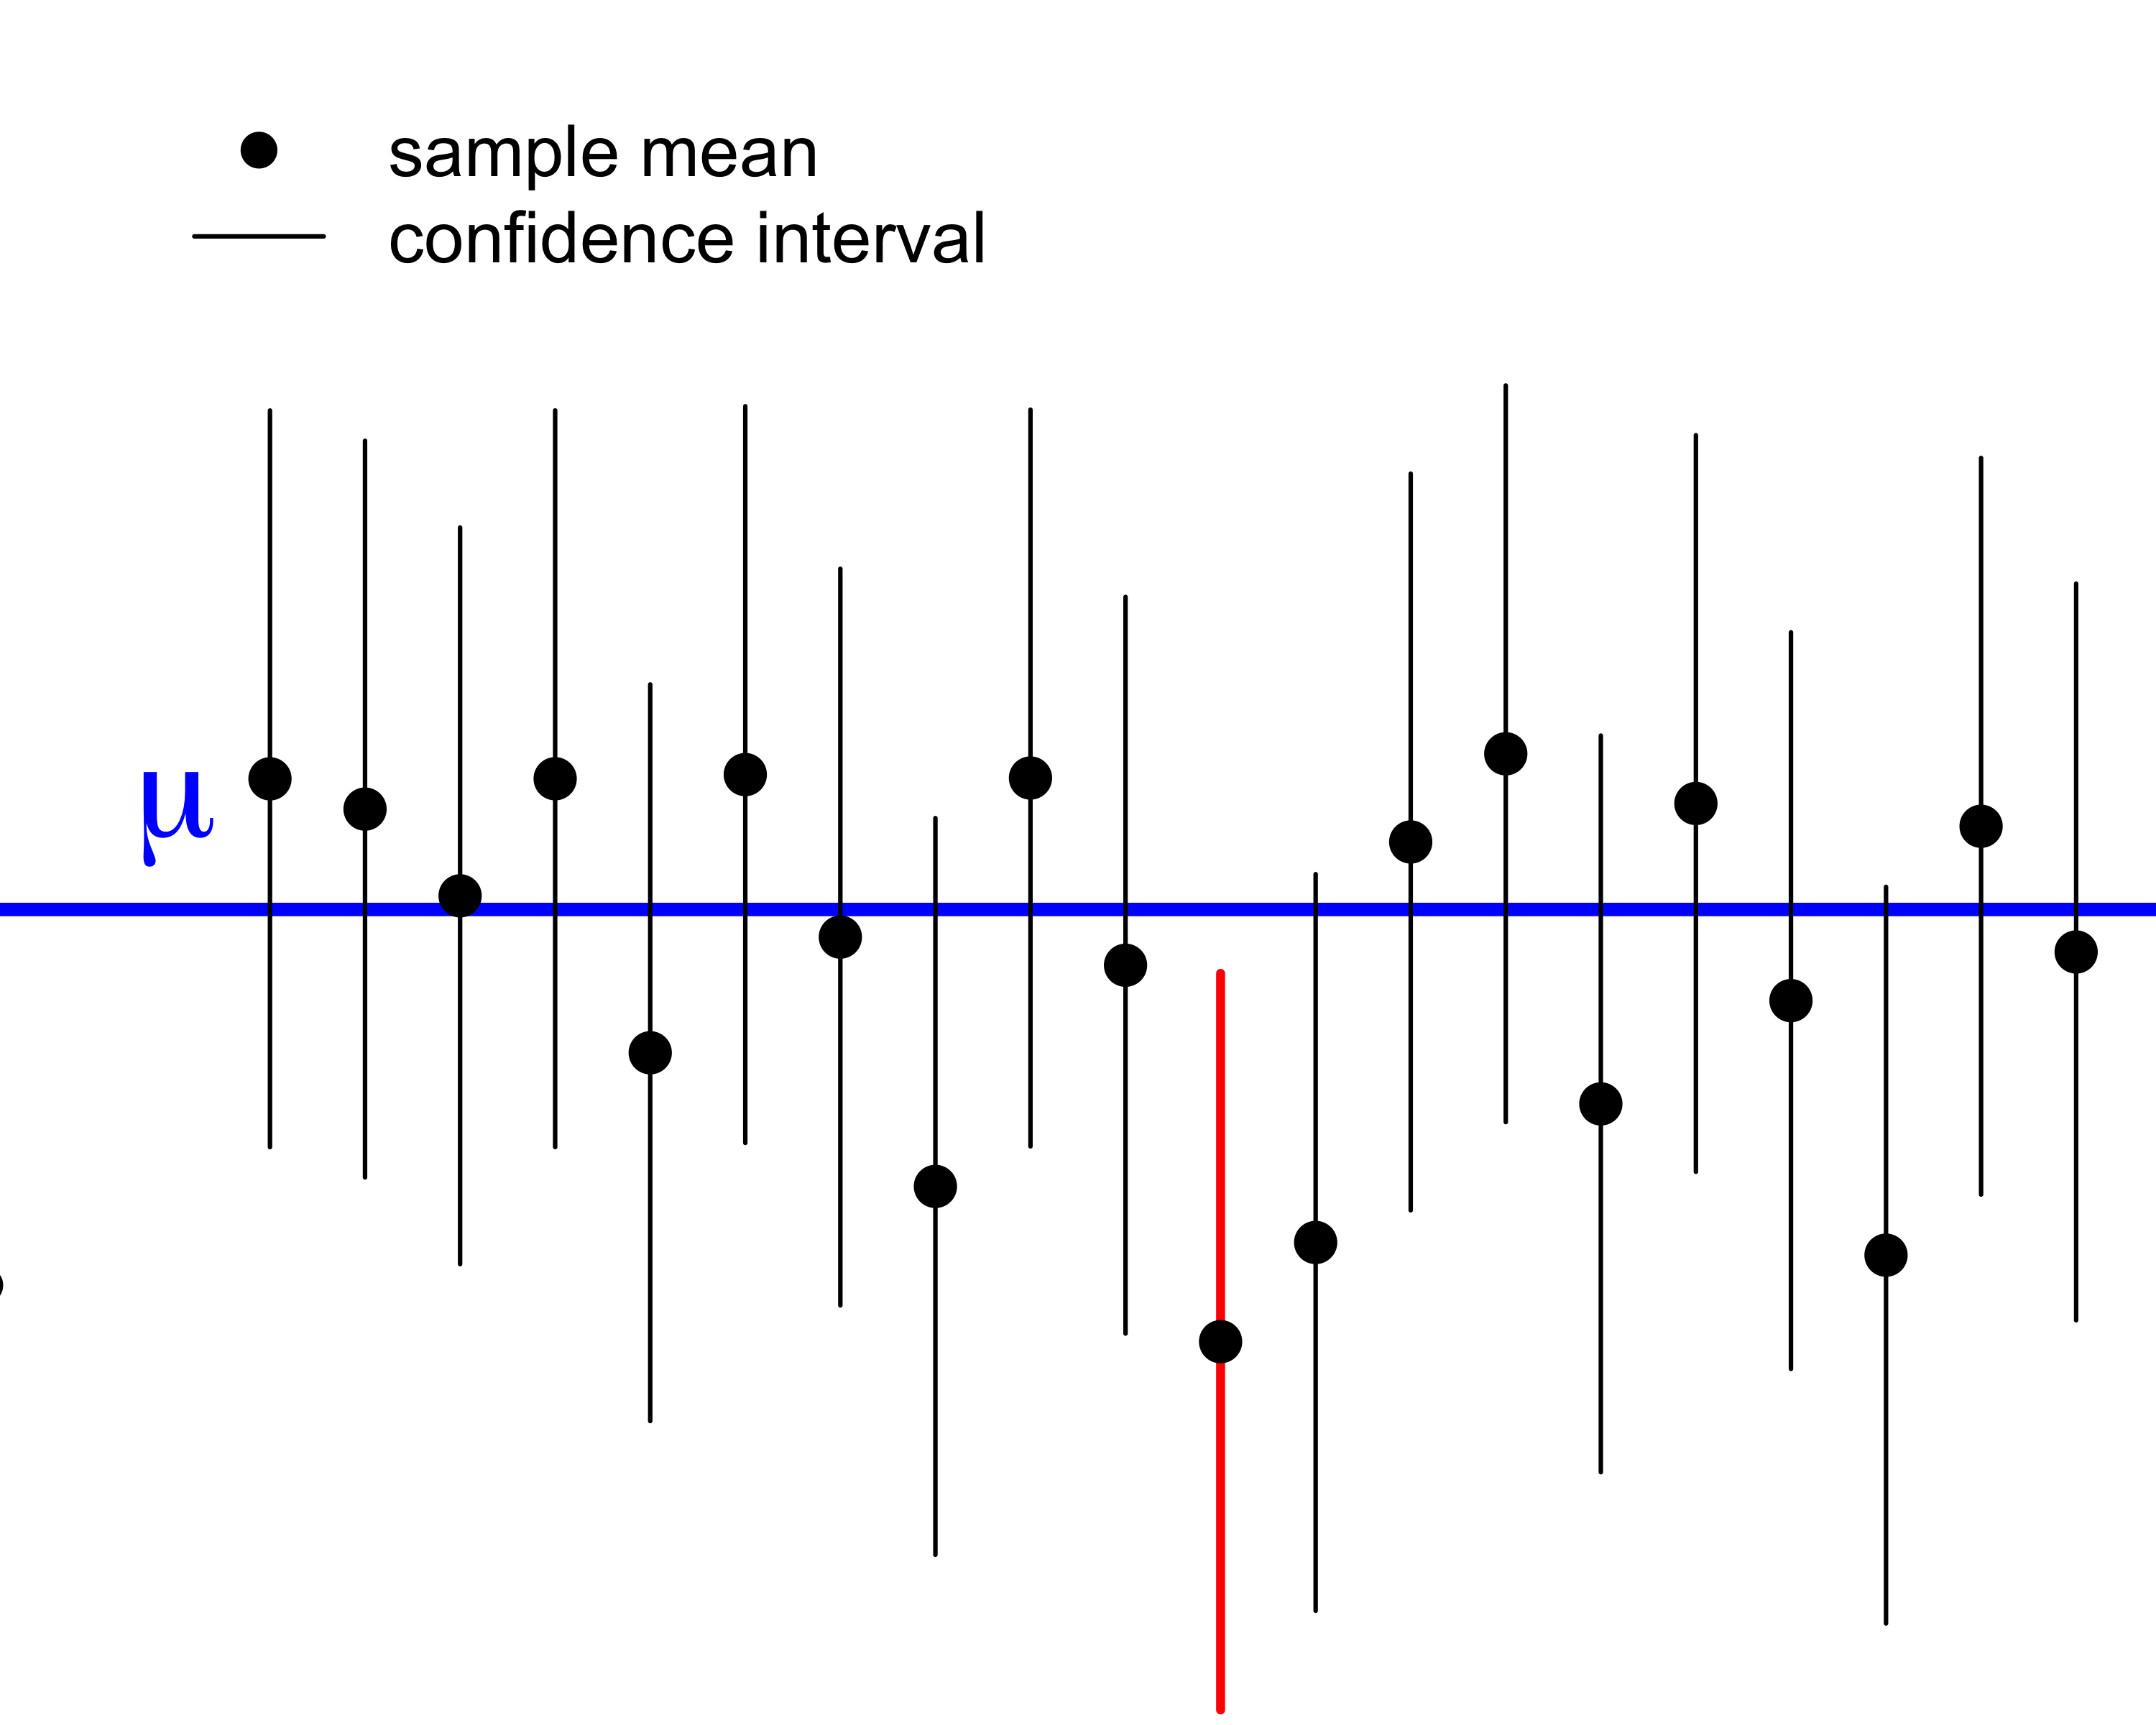 sample mean
confidence interval
μ